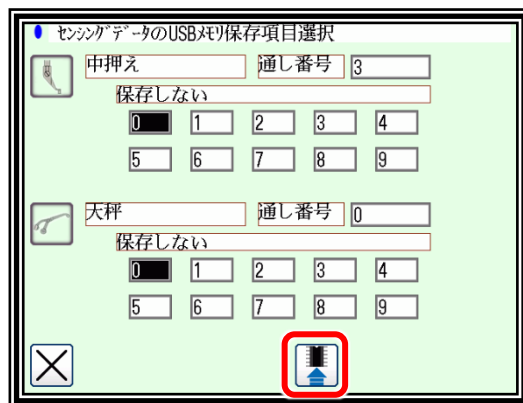 センシングデータのUSBメモリ保存項目選択
中押え 通し番号 3
保存しない
0 1 2 3 4
5 6 7 8 9
天秤 通し番号 0
保存しない
0 1 2 3 4
5 6 7 8 9